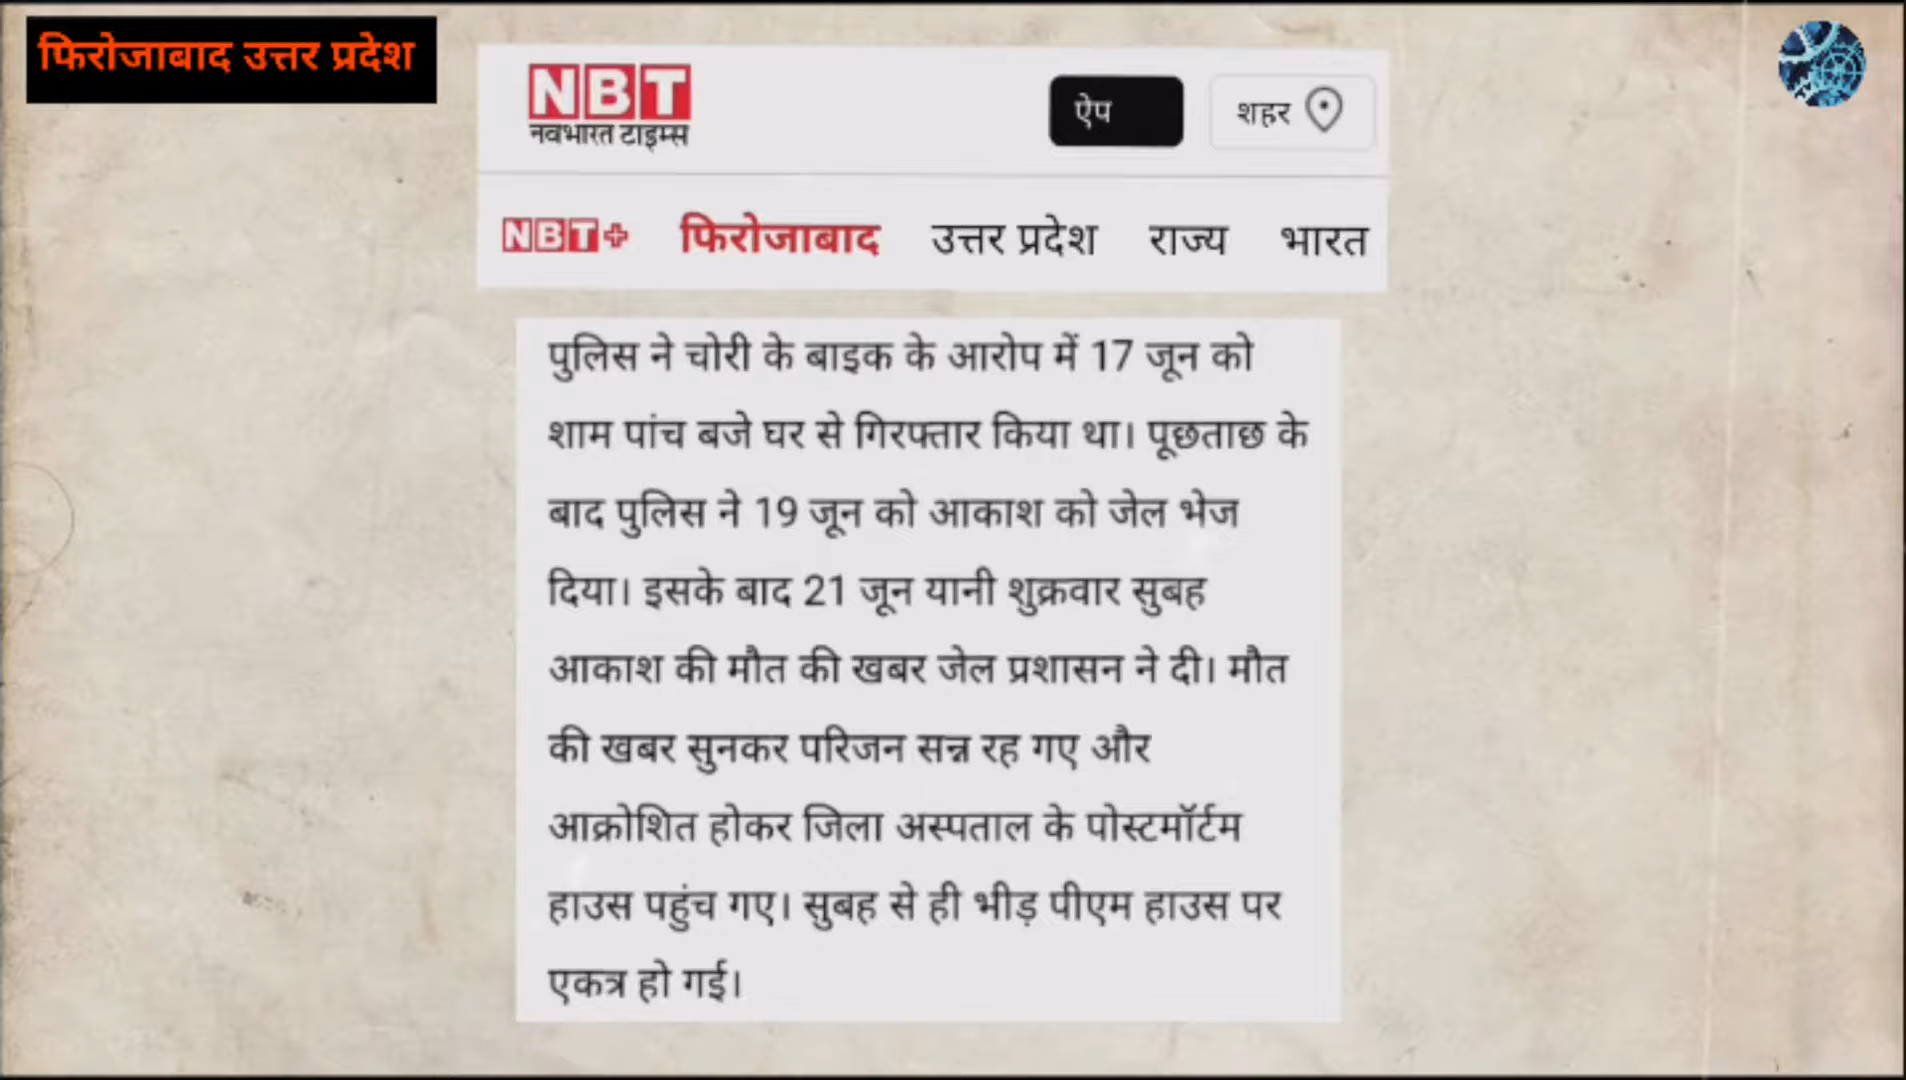 फिरोजाबाद उत्तर प्रदेश
NBT
नवभारत टाइम्स
ऐप
शहर
NBT+ फिरोजाबाद उत्तर प्रदेश राज्य भारत
पुलिस ने चोरी के बाइक के आरोप में 17 जून को
शाम पांच बजे घर से गिरफ्तार किया था। पूछताछ के
बाद पुलिस ने 19 जून को आकाश को जेल भेज
दिया। इसके बाद 21 जून यानी शुक्रवार सुबह
आकाश की मौत की खबर जेल प्रशासन ने दी। मौत
की खबर सुनकर परिजन सन्न रह गए और
आक्रोशित होकर जिला अस्पताल के पोस्टमॉर्टम
हाउस पहुंच गए। सुबह से ही भीड़ पीएम हाउस पर
एकत्र हो गई।